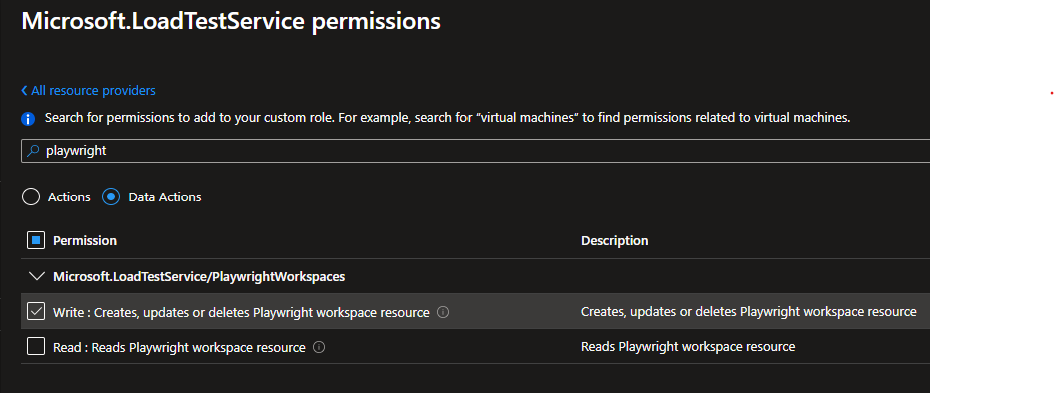 Microsoft.LoadTestService permissions
All resource providers
Search for permissions to add to your custom role. For example, search for "virtual machines" to find permissions related to virtual machines.
playwright
Actions Data Actions
Permission Description
Microsoft.LoadTestService/PlaywrightWorkspaces
Write : Creates, updates or deletes Playwright workspace resource Creates, updates or deletes Playwright workspace resource
Read : Reads Playwright workspace resource Reads Playwright workspace resource